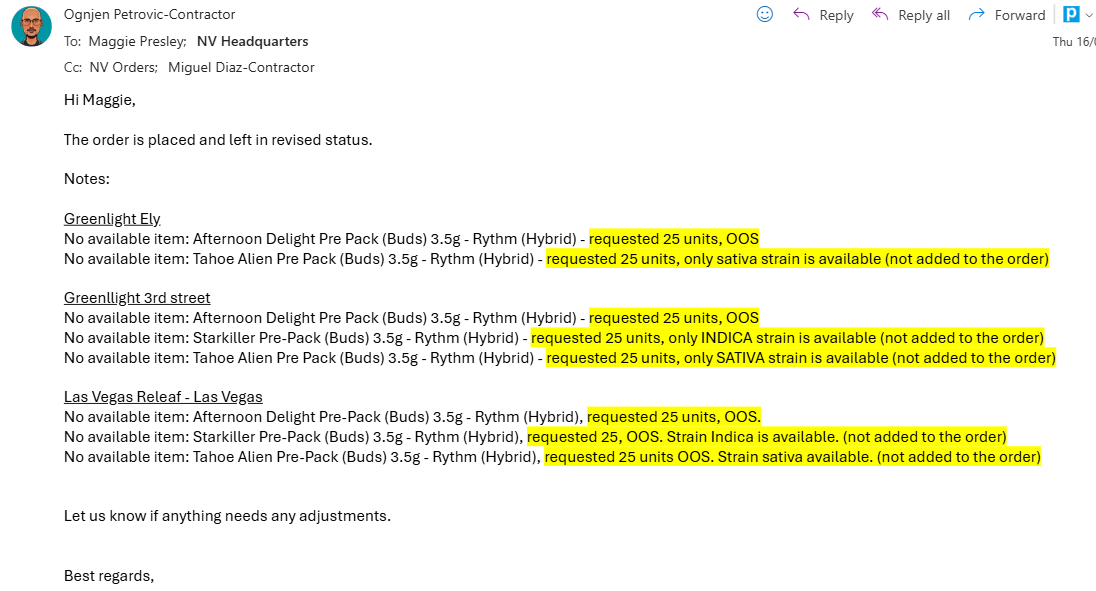 Ognjen Petrovic-Contractor
Reply
Reply all
Forward
To: Maggie Presley; NV Headquarters
Thu 16/
Cc: NV Orders; Miguel Diaz-Contractor
Hi Maggie,
The order is placed and left in revised status.
Notes:
Greenlight Ely
No available item: Afternoon Delight Pre Pack (Buds) 3.5g - Rythm (Hybrid) - requested 25 units, OOS
No available item: Tahoe Alien Pre Pack (Buds) 3.5g - Rythm (Hybrid) - requested 25 units, only sativa strain is available (not added to the order)
Greenllight 3rd street
No available item: Afternoon Delight Pre Pack (Buds) 3.5g - Rythm (Hybrid) - requested 25 units, OOS
No available item: Starkiller Pre-Pack (Buds) 3.5g - Rythm (Hybrid) - requested 25 units, only INDICA strain is available (not added to the order)
No available item: Tahoe Alien Pre Pack (Buds) 3.5g - Rythm (Hybrid) - requested 25 units, only SATIVA strain is available (not added to the order)
Las Vegas Releaf - Las Vegas
No available item: Afternoon Delight Pre-Pack (Buds) 3.5g - Rythm (Hybrid), requested 25 units, OOS.
No available item: Starkiller Pre-Pack (Buds) 3.5g - Rythm (Hybrid), requested 25, OOS. Strain Indica is available. (not added to the order)
No available item: Tahoe Alien Pre-Pack (Buds) 3.5g - Rythm (Hybrid), requested 25 units OOS. Strain sativa available. (not added to the order)
Let us know if anything needs any adjustments.
Best regards,